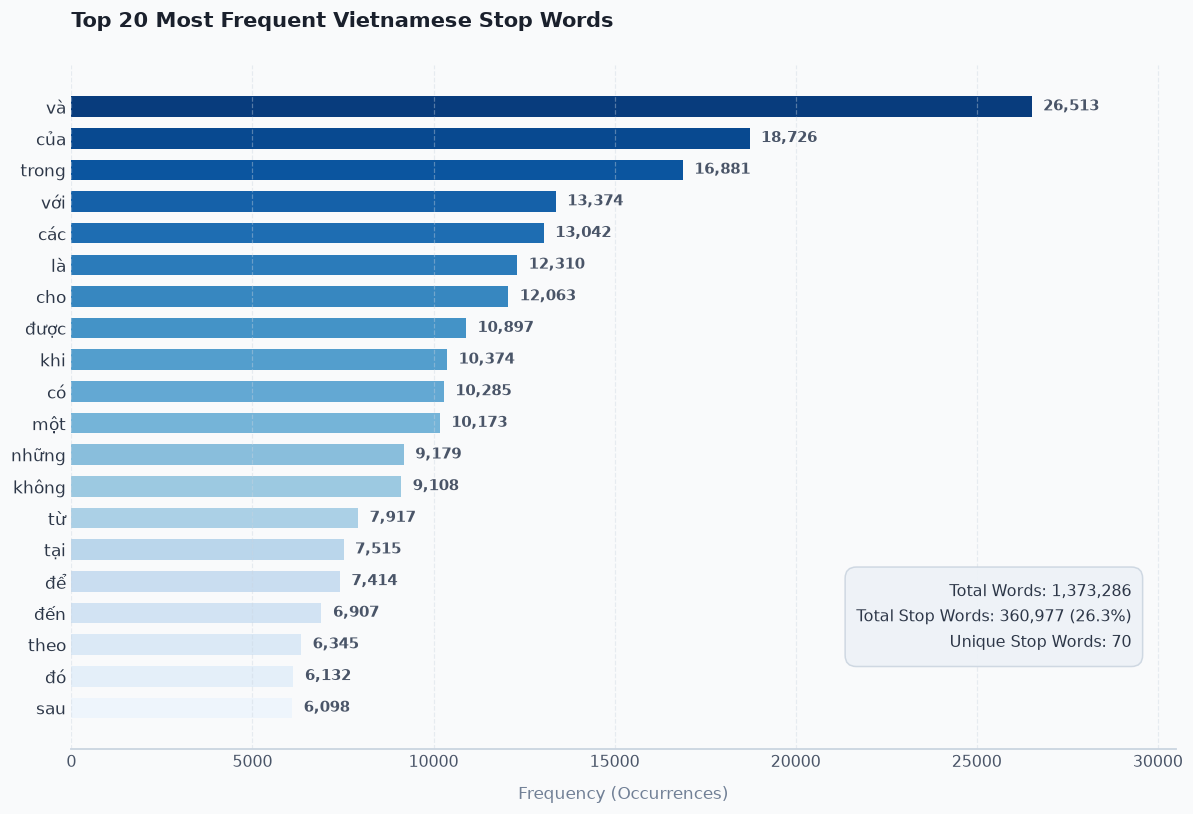 Top 20 Most Frequent Vietnamese Stop Words
và 26,513
của 18,726
trong 16,881
với 13,374
các 13,042
là 12,310
cho 12,063
được 10,897
khi 10,374
có 10,285
một 10,173
những 9,179
không 9,108
từ 7,917
tại 7,515
để 7,414
đến 6,907
theo 6,345
đó 6,132
sau 6,098
Total Words: 1,373,286
Total Stop Words: 360,977 (26.3%)
Unique Stop Words: 70
0 5000 10000 15000 20000 25000 30000
Frequency (Occurrences)